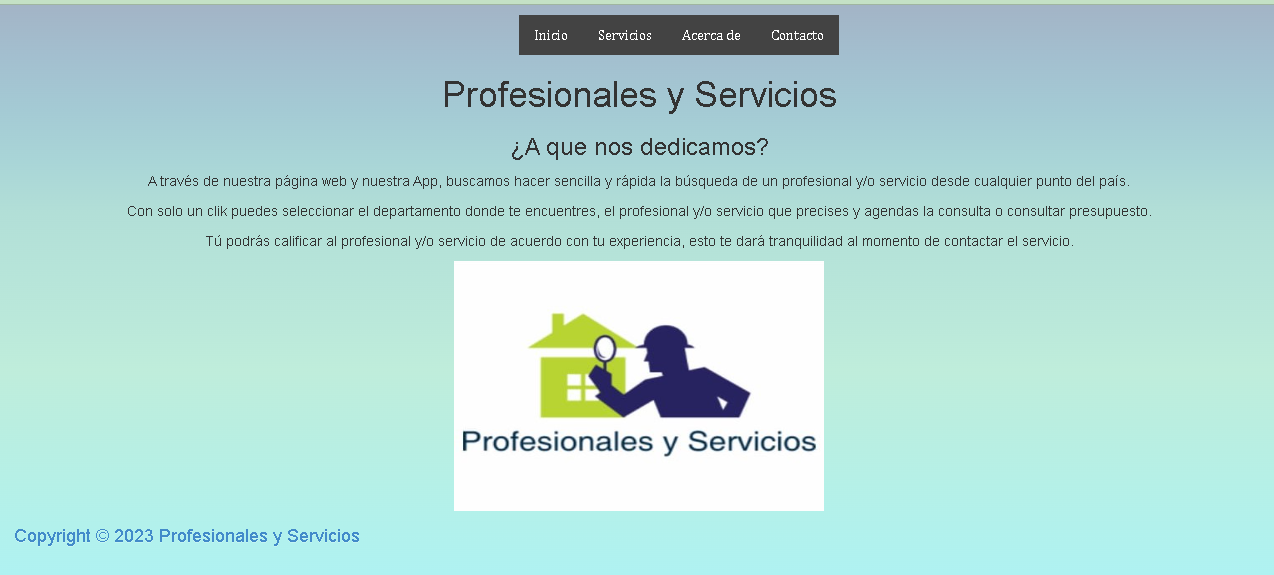 Inicio Servicios Acerca de Contacto
Profesionales y Servicios
¿A que nos dedicamos?
A través de nuestra página web y nuestra App, buscamos hacer sencilla y rápida la búsqueda de un profesional y/o servicio desde cualquier punto del país.
Con solo un clik puedes seleccionar el departamento donde te encuentres, el profesional y/o servicio que precises y agendas la consulta o consultar presupuesto.
Tú podrás calificar al profesional y/o servicio de acuerdo con tu experiencia, esto te dará tranquilidad al momento de contactar el servicio.
Profesionales y Servicios
Copyright © 2023 Profesionales y Servicios